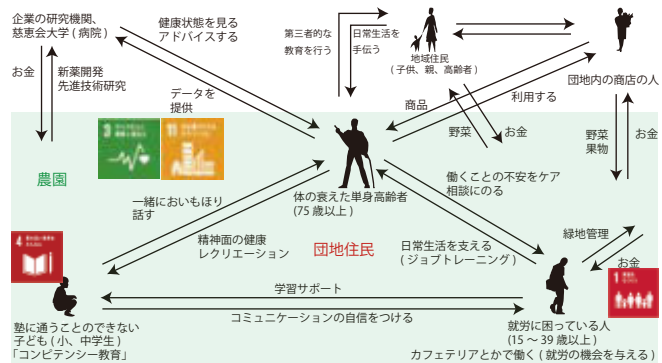 企業の研究機関、
慈恵会大学(病院)
健康状態を見る
アドバイスする
第三者的な
教育を行う
日常生活を
手伝う
地域住民
(子供、親、高齢者)
団地内の商店の人
お金
新薬開発
先進技術研究
データを
提供
商品
利用する
野菜
お金
野菜
果物
お金
3
11
農園
一緒においもほり
話す
体の衰えた単身高齢者
(75歳以上)
働くことの不安をケア
相談にのる
精神面の健康
レクリエーション
団地住民
日常生活を支える
(ジョブトレーニング)
緑地管理
お金
4
1
学習サポート
コミュニケーションの自信をつける
塾に通うことのできない
子ども(小、中学生)
「コンピテンシー教育」
就労に困っている人
(15〜39歳以上)
カフェテリアとかで働く(就労の機会を与える)